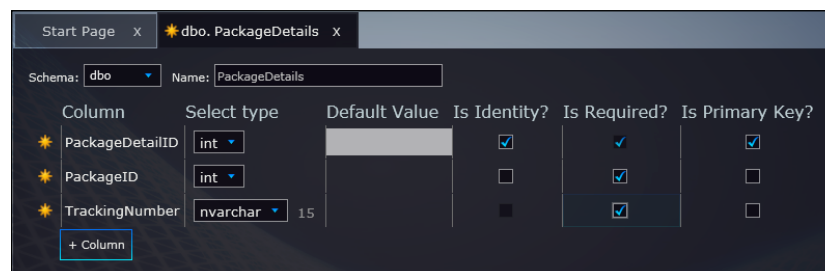 Start Page x dbo. PackageDetails x
Schema: dbo Name: PackageDetails
Column Select type Default Value Is Identity? Is Required? Is Primary Key?
PackageDetailID int
PackageID int
TrackingNumber nvarchar 15
+ Column